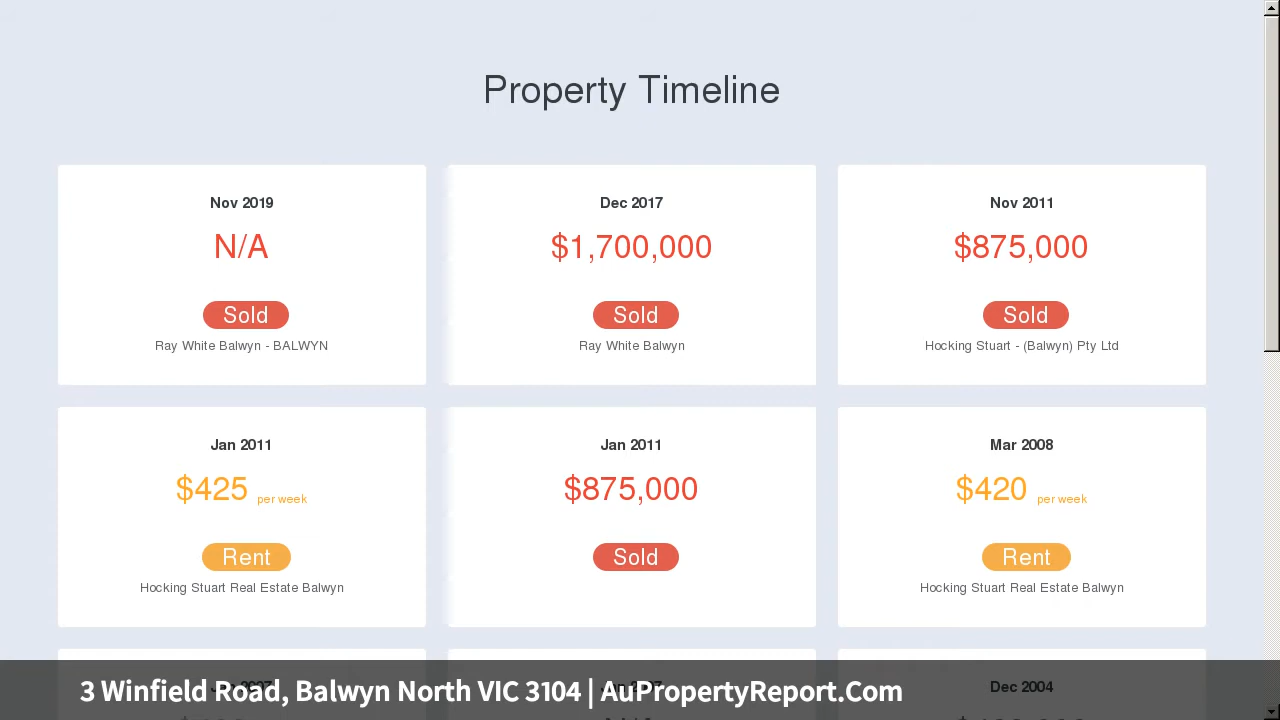 Property Timeline
Nov 2019
N/A
Sold
Ray White Balwyn - BALWYN
Dec 2017
$1,700,000
Sold
Ray White Balwyn
Nov 2011
$875,000
Sold
Hocking Stuart - (Balwyn) Pty Ltd
Jan 2011
$425 per week
Rent
Hocking Stuart Real Estate Balwyn
Jan 2011
$875,000
Sold
Mar 2008
$420 per week
Rent
Hocking Stuart Real Estate Balwyn
Dec 2004
3 Winfield Road, Balwyn North VIC 3104 | AuPropertyReport.Com